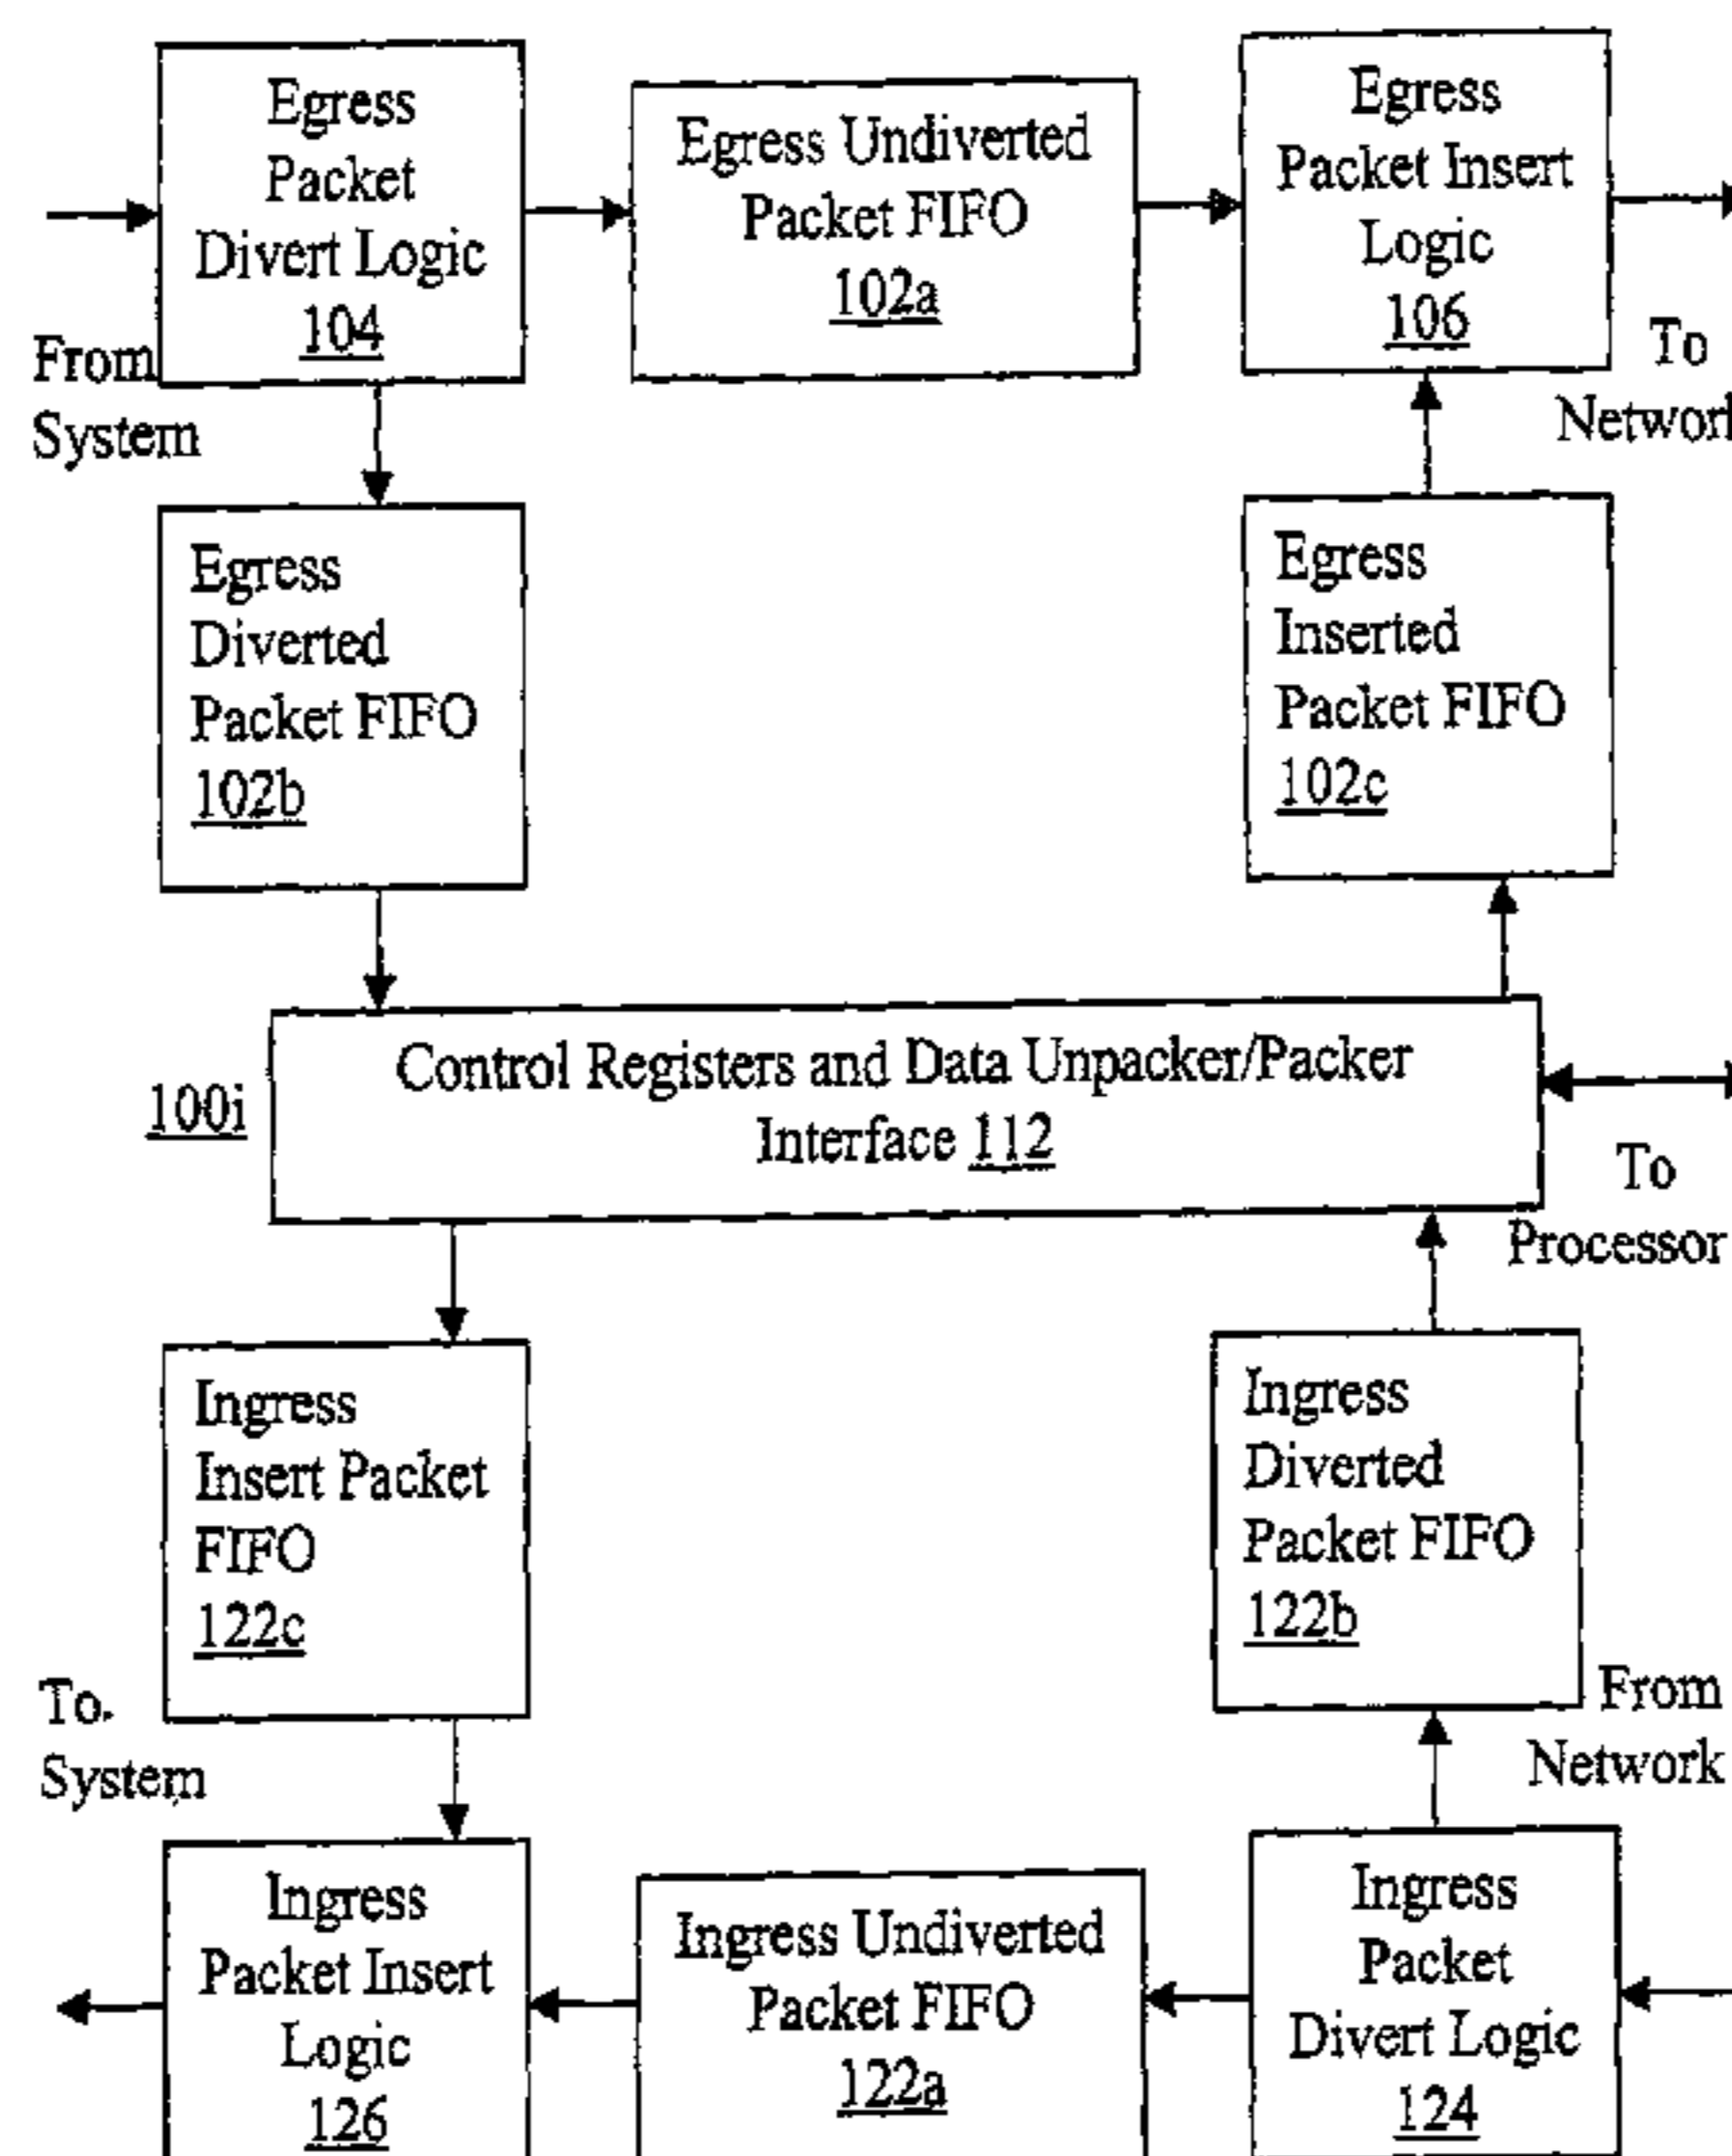 Egress
Packet
Divert Logic
104
Egress Undiverted
Packet FIFO
102a
Egress
Packet Insert
Logic
106
From
System
To
Networ
Egress
Diverted
Packet FIFO
102b
Egress
Inserted
Packet FIFO
102c
100i
Control Registers and Data Unpacker/Packer
Interface 112
To
Processor
Ingress
Insert Packet
FIFO
122c
Ingress
Diverted
Packet FIFO
122b
To.
System
From
Network
Ingress
Packet Insert
Logic
126
Ingress Undiverted
Packet FIFO
122a
Ingress
Packet
Divert Logic
124